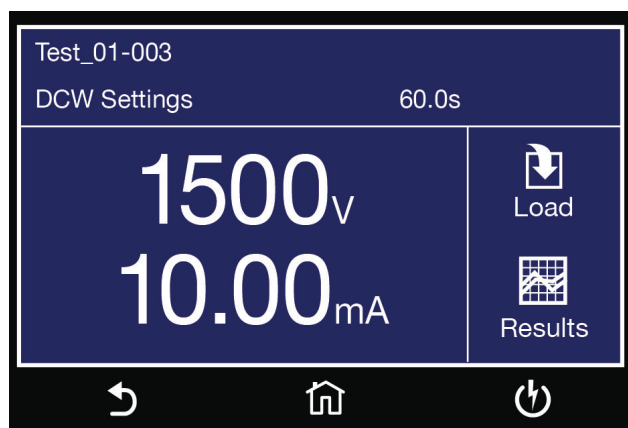 Test_01-003
DCW Settings 60.0s
1500V
10.00mA
Load
Results